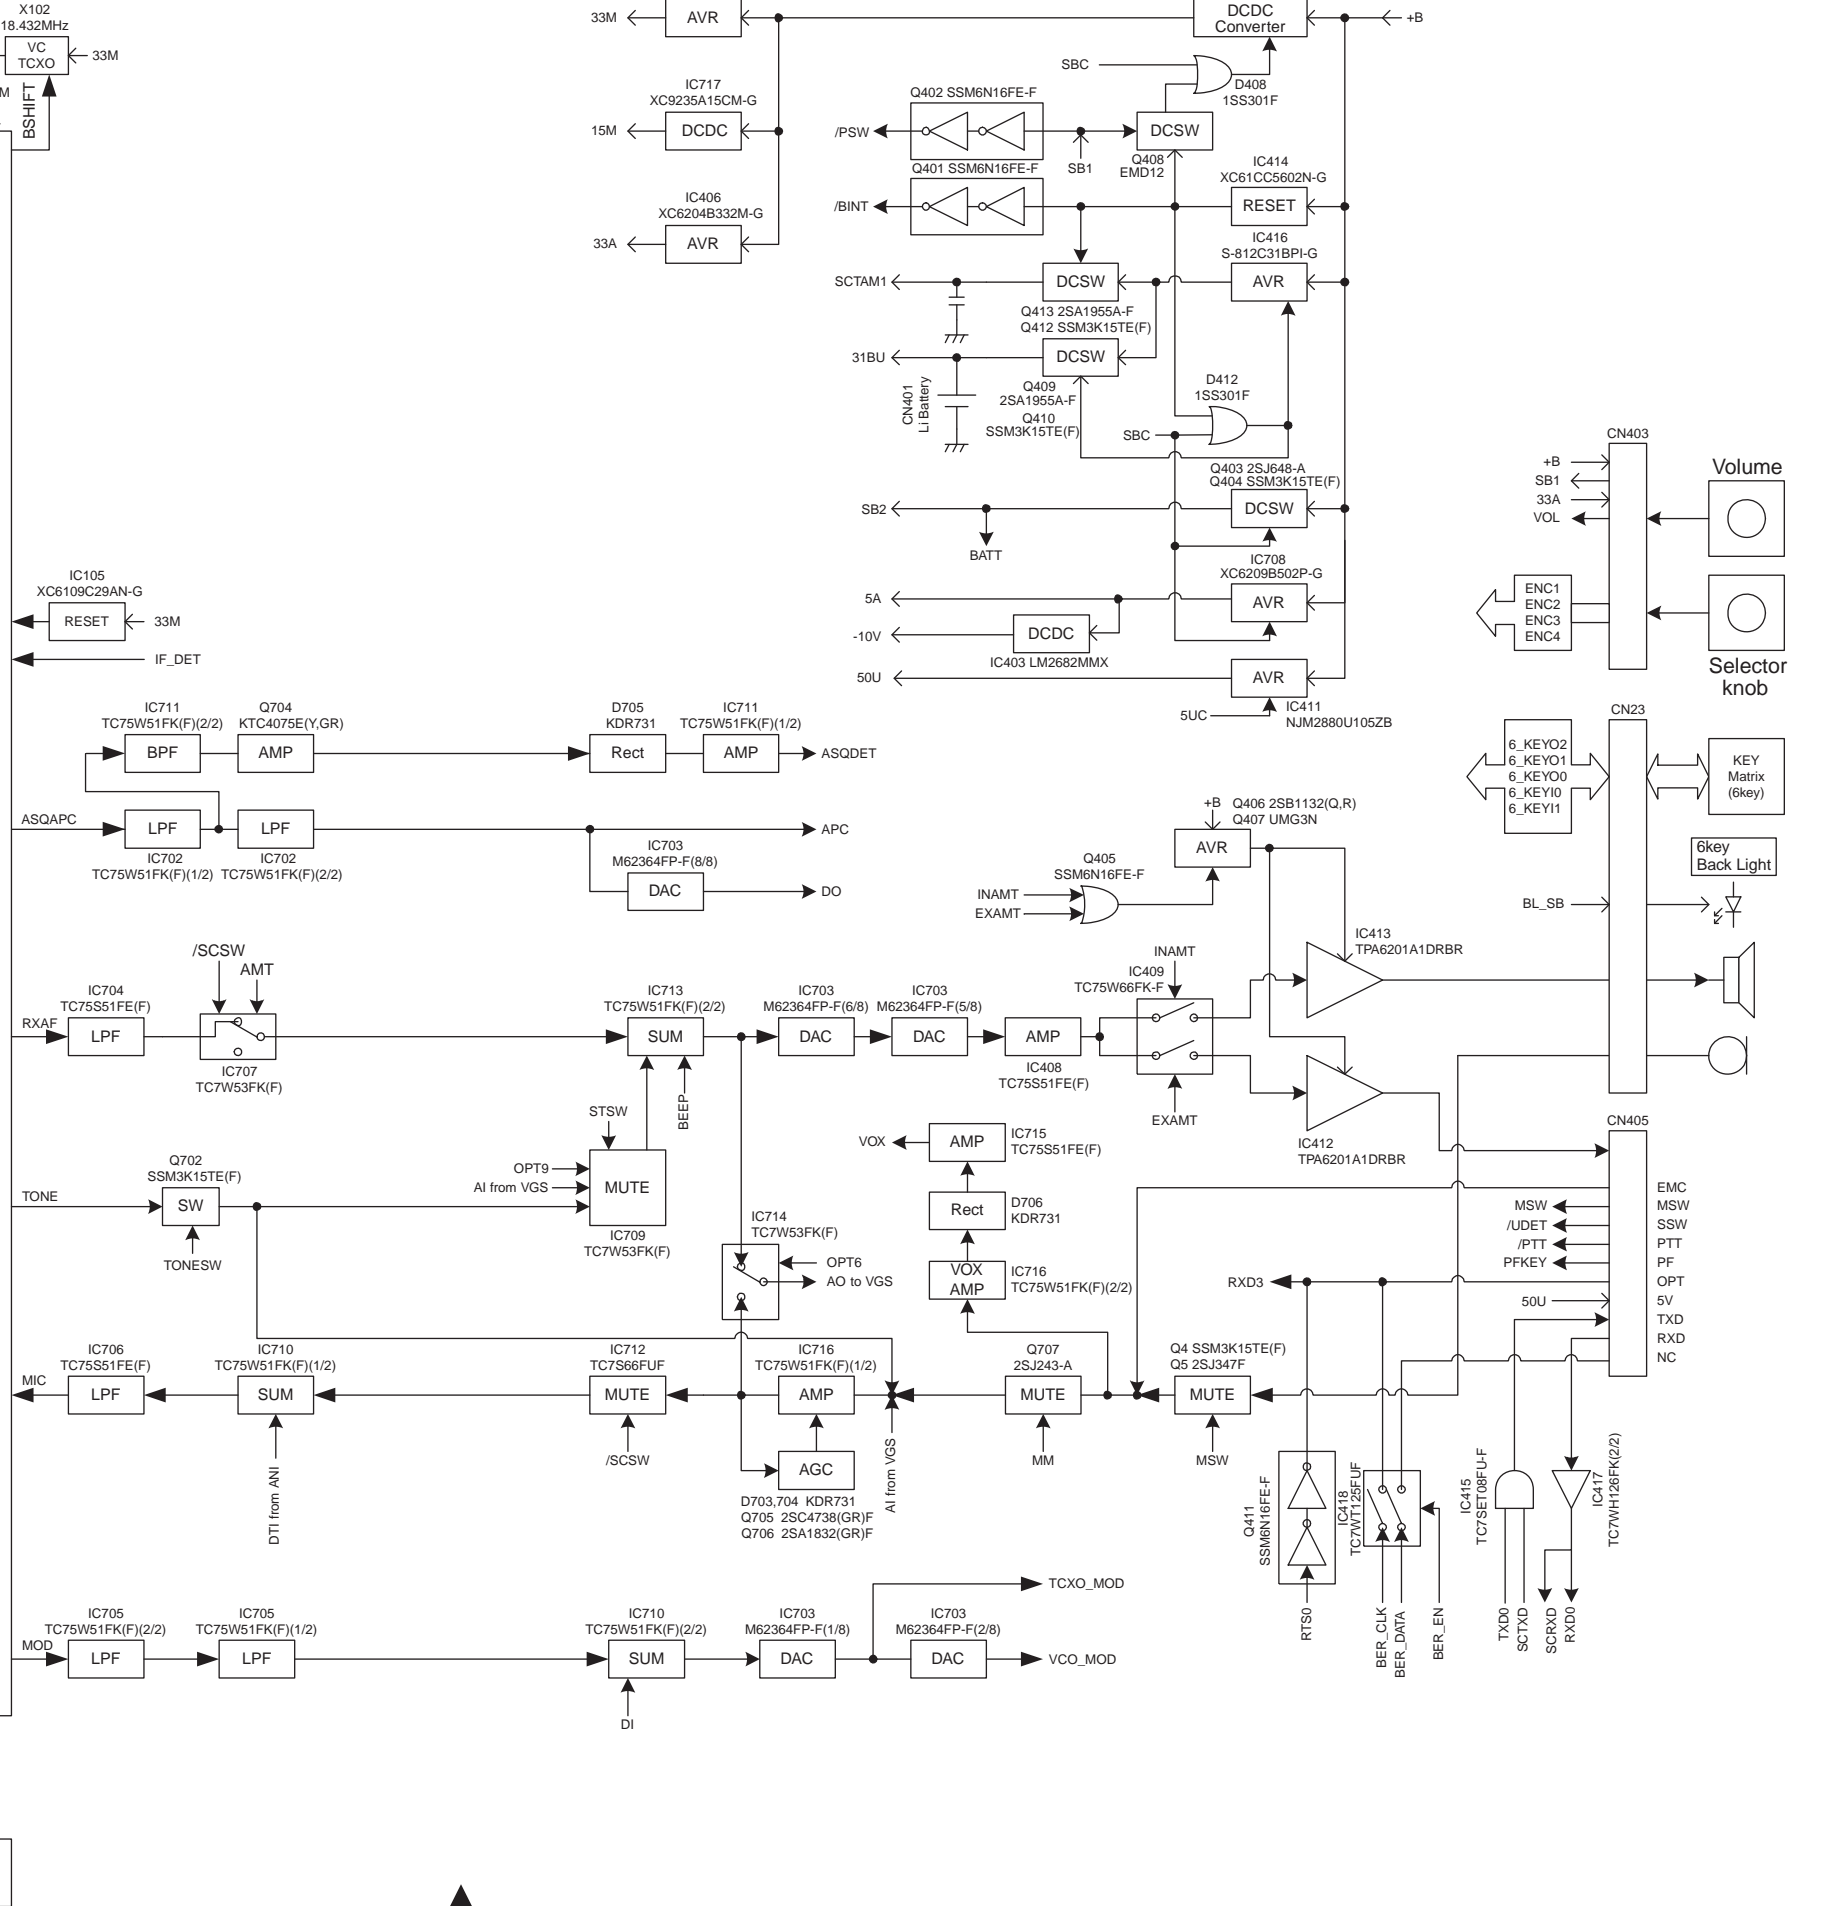 X102
18.432MHz
VC
TCXO
33M
M
BSHIFT
33M
AVR
DCDC
Converter
+B
SBC
D408
1SS301F
IC717
XC9235A15CM-G
15M
DCDC
Q402 SSM6N16FE-F
/PSW
SB1
DCSW
Q408
EMD12
Q401 SSM6N16FE-F
/BINT
IC414
XC61CC5602N-G
RESET
IC406
XC6204B332M-G
33A
AVR
IC416
S-812C31BPI-G
AVR
SCTAM1
DCSW
Q413 2SA1955A-F
Q412 SSM3K15TE(F)
31BU
DCSW
CN401
Li Battery
Q409
2SA1955A-F
Q410
SSM3K15TE(F)
D412
1SS301F
SBC
Q403 2SJ648-A
Q404 SSM3K15TE(F)
SB2
DCSW
BATT
IC708
XC6209B502P-G
5A
AVR
-10V
DCDC
IC403 LM2682MMX
50U
AVR
5UC
IC411
NJM2880U105ZB
CN403
+B
SB1
33A
VOL
Volume
ENC1
ENC2
ENC3
ENC4
Selector
knob
IC105
XC6109C29AN-G
RESET
33M
IF_DET
IC711
TC75W51FK(F)(2/2)
BPF
Q704
KTC4075E(Y,GR)
AMP
D705
KDR731
Rect
IC711
TC75W51FK(F)(1/2)
AMP
ASQDET
ASQAPC
LPF
LPF
APC
IC702
TC75W51FK(F)(1/2)
IC702
TC75W51FK(F)(2/2)
IC703
M62364FP-F(8/8)
DAC
DO
CN23
6_KEYO2
6_KEYO1
6_KEYO0
6_KEYI0
6_KEYI1
KEY
Matrix
(6key)
6key
Back Light
BL_SB
+B
Q406 2SB1132(Q,R)
Q407 UMG3N
AVR
Q405
SSM6N16FE-F
INAMT
EXAMT
/SCSW
AMT
IC704
TC75S51FE(F)
RXAF
LPF
IC707
TC7W53FK(F)
IC713
TC75W51FK(F)(2/2)
SUM
IC703
M62364FP-F(6/8)
DAC
IC703
M62364FP-F(5/8)
DAC
AMP
IC408
TC75S51FE(F)
INAMT
IC409
TC75W66FK-F
EXAMT
IC413
TPA6201A1DRBR
IC412
TPA6201A1DRBR
BEEP
STSW
OPT9
AI from VGS
MUTE
IC709
TC7W53FK(F)
Q702
SSM3K15TE(F)
TONE
SW
TONESW
IC714
TC7W53FK(F)
OPT6
AO to VGS
VOX
AMP
IC715
TC75S51FE(F)
Rect
D706
KDR731
VOX
AMP
IC716
TC75W51FK(F)(2/2)
CN405
EMC
MSW
MSW
/UDET
SSW
/PTT
PTT
PFKEY
PF
RXD3
OPT
50U
5V
TXD
RXD
NC
IC706
TC75S51FE(F)
MIC
LPF
IC710
TC75W51FK(F)(1/2)
SUM
DTI from ANI
IC712
TC7S66FUF
MUTE
/SCSW
IC716
TC75W51FK(F)(1/2)
AMP
AGC
D703,704 KDR731
Q705 2SC4738(GR)F
Q706 2SA1832(GR)F
AI from VGS
Q707
2SJ243-A
MUTE
MM
Q4 SSM3K15TE(F)
Q5 2SJ347F
MUTE
MSW
Q411
SSM6N16FE-F
RTS0
IC418
TC7WT125FUF
BER_CLK
BER_DATA
BER_EN
IC415
TC7SET08FU-F
TXD0
SCTXD
IC417
TC7WH126FK(2/2)
SCRXD
RXD0
IC705
TC75W51FK(F)(2/2)
MOD
LPF
IC705
TC75W51FK(F)(1/2)
LPF
IC710
TC75W51FK(F)(2/2)
SUM
DI
IC703
M62364FP-F(1/8)
DAC
IC703
M62364FP-F(2/8)
DAC
TCXO_MOD
VCO_MOD